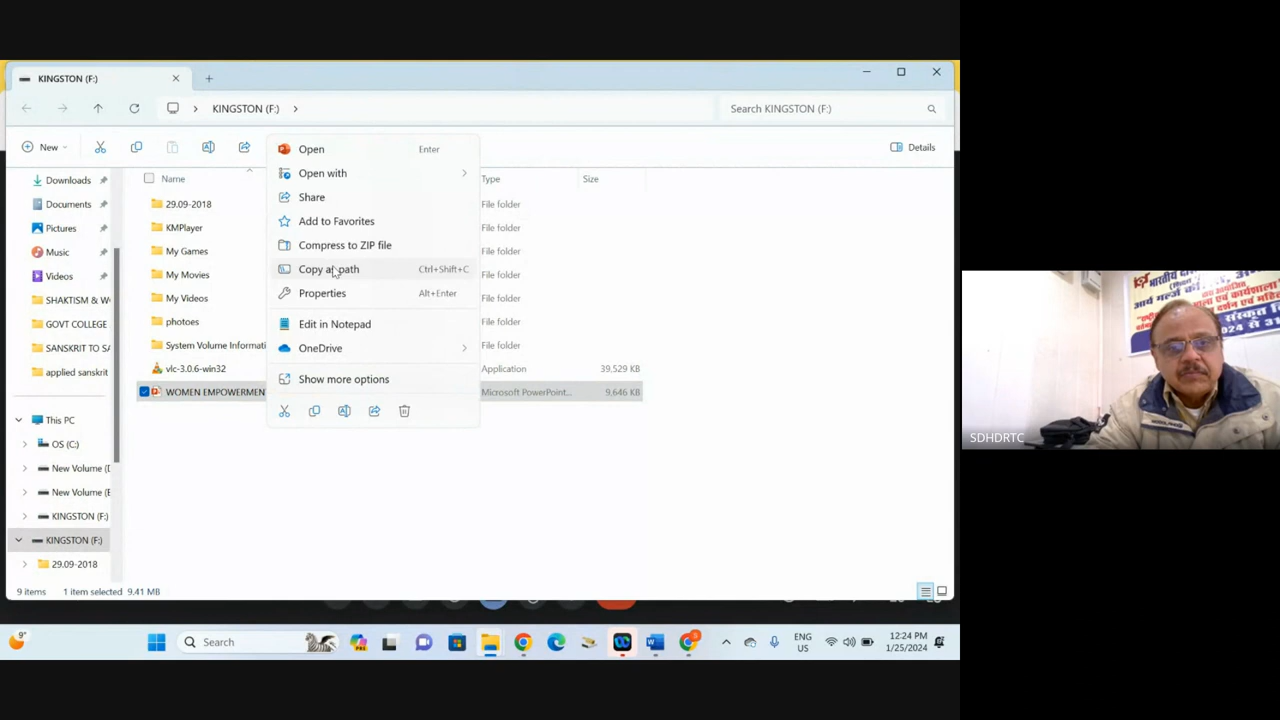 KINGSTON (F:)
KINGSTON (F:)
Search KINGSTON (F:)
New
Details
Name
Type
Size
Downloads
Documents
Pictures
Music
Videos
SHAKTISM & W
GOVT COLLEGE
SANSKRIT TO SA
applied sanskrit
This PC
OS (C:)
New Volume (D
New Volume (E
KINGSTON (F:)
KINGSTON (F:)
29.09-2018
29.09-2018
File folder
KMPlayer
File folder
My Games
File folder
My Movies
File folder
My Videos
File folder
photoes
File folder
System Volume Informati
File folder
vlc-3.0.6-win32
Application
39,529 KB
WOMEN EMPOWERMEN
Microsoft PowerPoint...
9,646 KB
Open
Enter
Open with
Share
Add to Favorites
Compress to ZIP file
Copy as path
Ctrl+Shift+C
Properties
Alt+Enter
Edit in Notepad
OneDrive
Show more options
9 items
1 item selected
9.41 MB
9°
Search
ENG
US
12:24 PM
1/25/2024
भारतीय
आर्य गर्ल्ज
संस्कृत
SDHDRTC